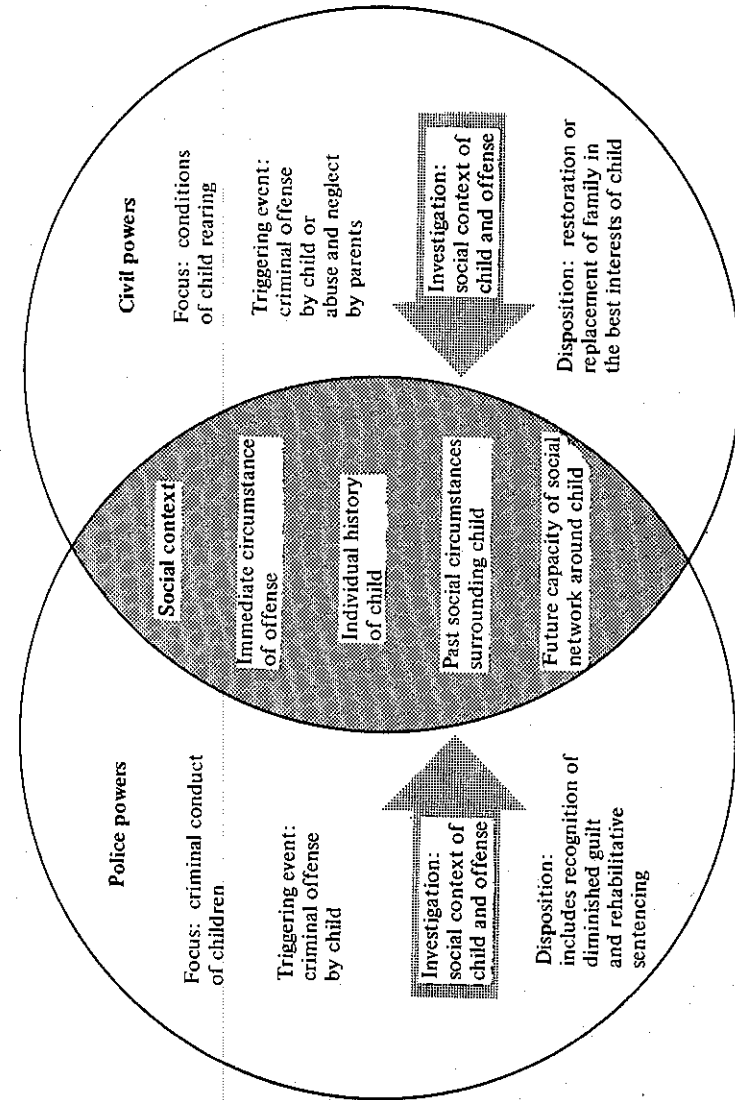 Police powers
Focus: criminal conduct
of children
Triggering event:
criminal offense
by child
Investigation:
social context of
child and offense
Disposition:
includes recognition of
diminished guilt
and rehabilitative
sentencing
Social context
Immediate circumstance
of offense
Individual history
of child
Past social circumstances
surrounding child
Future capacity of social
network around child
Civil powers
Focus: conditions
of child rearing
Triggering event:
criminal offense
by child or
abuse and neglect
by parents
Investigation:
social context of
child and offense
Disposition: restoration or
replacement of family in
the best interests of child